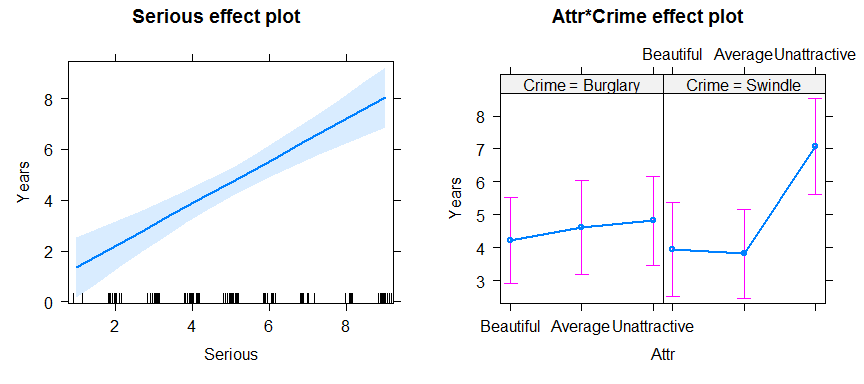 Serious effect plot
Years
8
6
4
2
0
2 4 6 8
Serious
Attr*Crime effect plot
Beautiful Average Unattractive
Crime = Burglary Crime = Swindle
Years
8
7
6
5
4
3
Beautiful Average Unattractive
Attr